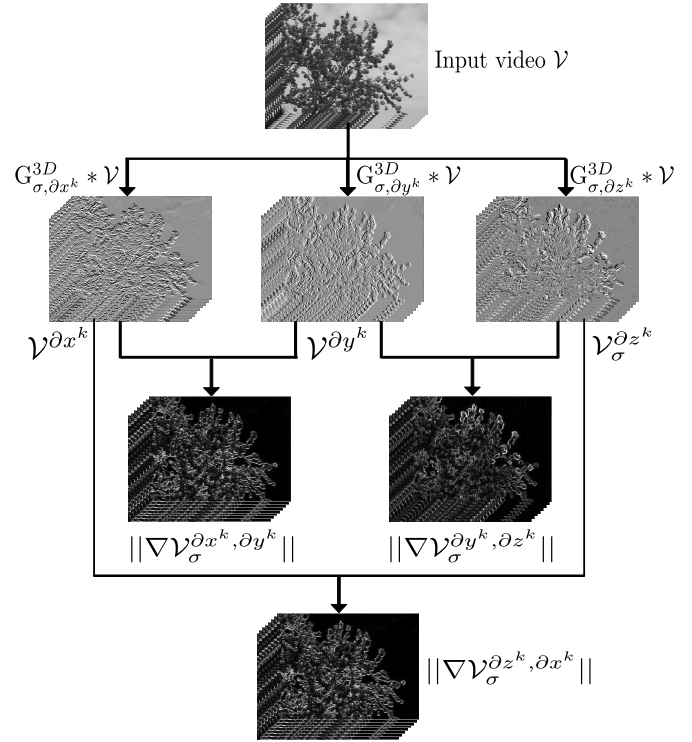 Input video 𝒱
G^{3D}_{σ,∂x^k} ∗ 𝒱
G^{3D}_{σ,∂y^k} ∗ 𝒱
G^{3D}_{σ,∂z^k} ∗ 𝒱
𝒱^{∂x^k}
𝒱^{∂y^k}
𝒱_σ^{∂z^k}
||∇𝒱_σ^{∂x^k,∂y^k}||
||∇𝒱_σ^{∂y^k,∂z^k}||
||∇𝒱_σ^{∂z^k,∂x^k}||